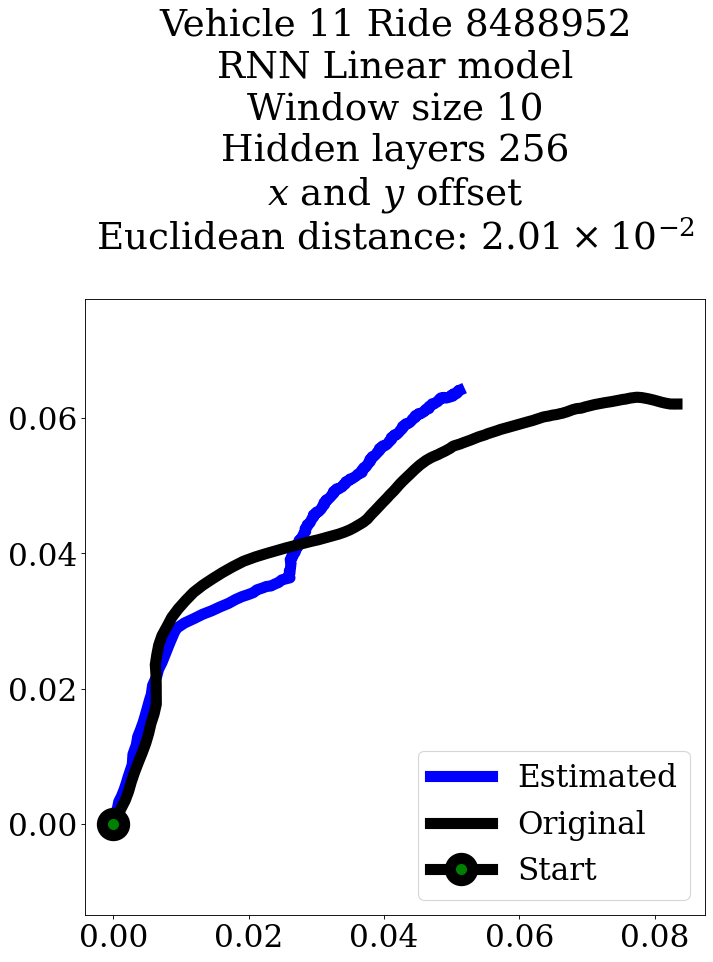 Vehicle 11 Ride 8488952
RNN Linear model
Window size 10
Hidden layers 256
x and y offset
Euclidean distance: 2.01 × 10⁻²
0.06
0.04
0.02
0.00
Estimated
Original
Start
0.00 0.02 0.04 0.06 0.08